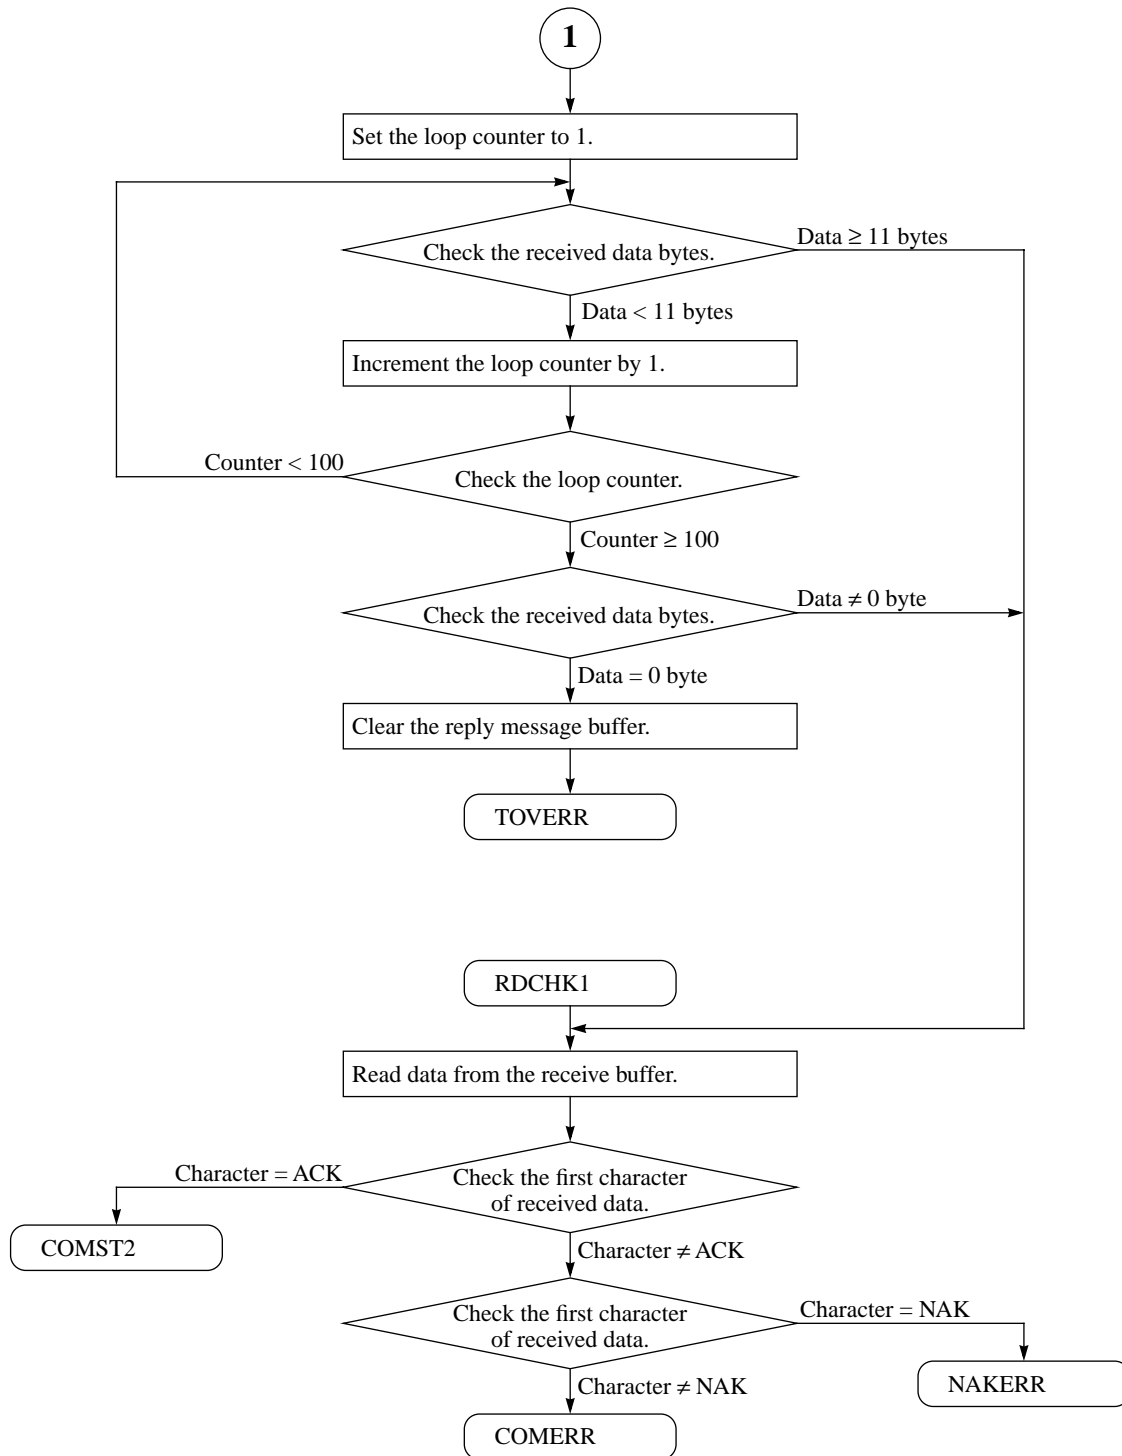 1
Set the loop counter to 1.
Check the received data bytes.
Data ≥ 11 bytes
Data < 11 bytes
Increment the loop counter by 1.
Counter < 100
Check the loop counter.
Counter ≥ 100
Check the received data bytes.
Data ≠ 0 byte
Data = 0 byte
Clear the reply message buffer.
TOVERR
RDCHK1
Read data from the receive buffer.
Character = ACK
Check the first character
of received data.
COMST2
Character ≠ ACK
Check the first character
of received data.
Character = NAK
Character ≠ NAK
NAKERR
COMERR